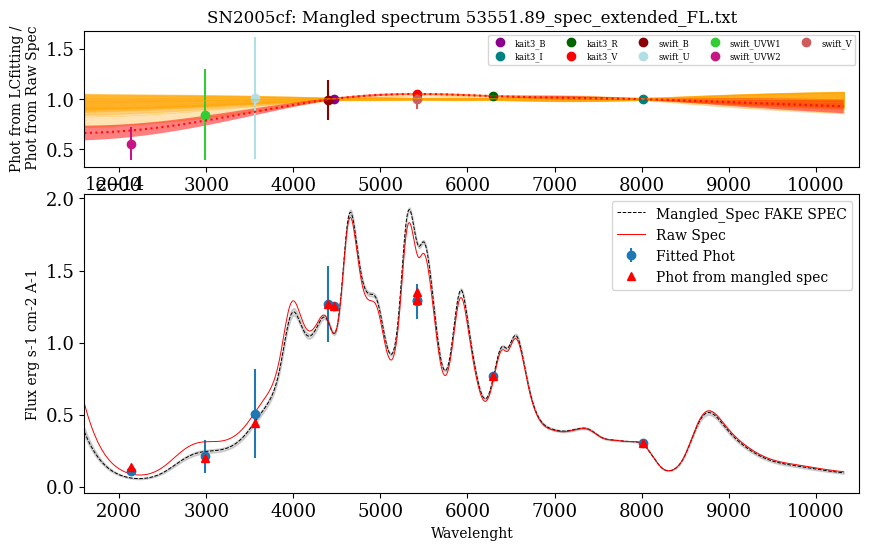 SN2005cf: Mangled spectrum 53551.89_spec_extended_FL.txt
Phot from LCfitting /
Phot from Raw Spec
1.5
1.0
0.5
kait3_B
kait3_R
swift_B
swift_UVW1
swift_V
kait3_I
kait3_V
swift_U
swift_UVW2
2000 3000 4000 5000 6000 7000 8000 9000 10000
1e−14
Flux erg s-1 cm-2 A-1
2.0
1.5
1.0
0.5
0.0
Mangled_Spec FAKE SPEC
Raw Spec
Fitted Phot
Phot from mangled spec
2000 3000 4000 5000 6000 7000 8000 9000 10000
Wavelenght